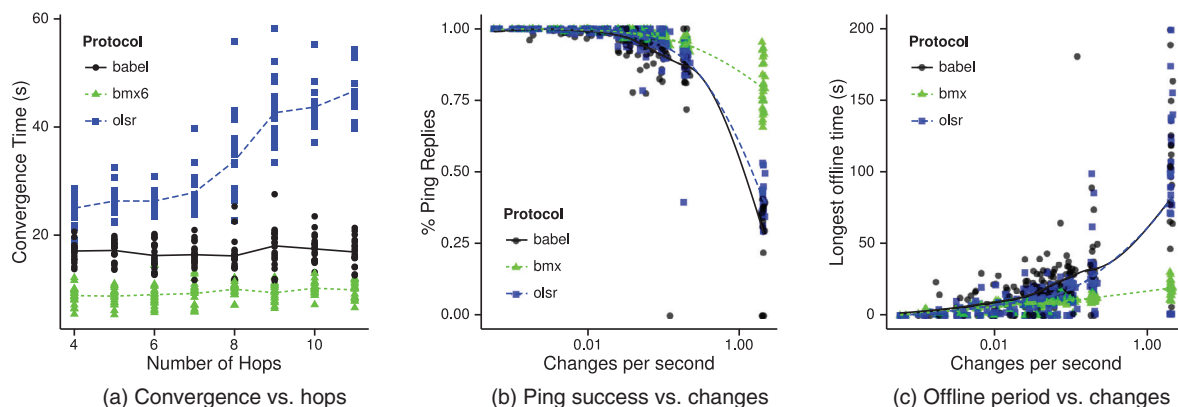 60
40
20
Convergence Time (s)
Protocol
babel
bmx6
olsr
4
6
8
10
Number of Hops
(a) Convergence vs. hops
1.00
0.75
0.50
0.25
0.00
% Ping Replies
Protocol
babel
bmx
olsr
0.01
1.00
Changes per second
(b) Ping success vs. changes
200
150
100
50
0
Longest offline time (s)
Protocol
babel
bmx
olsr
0.01
1.00
Changes per second
(c) Offline period vs. changes